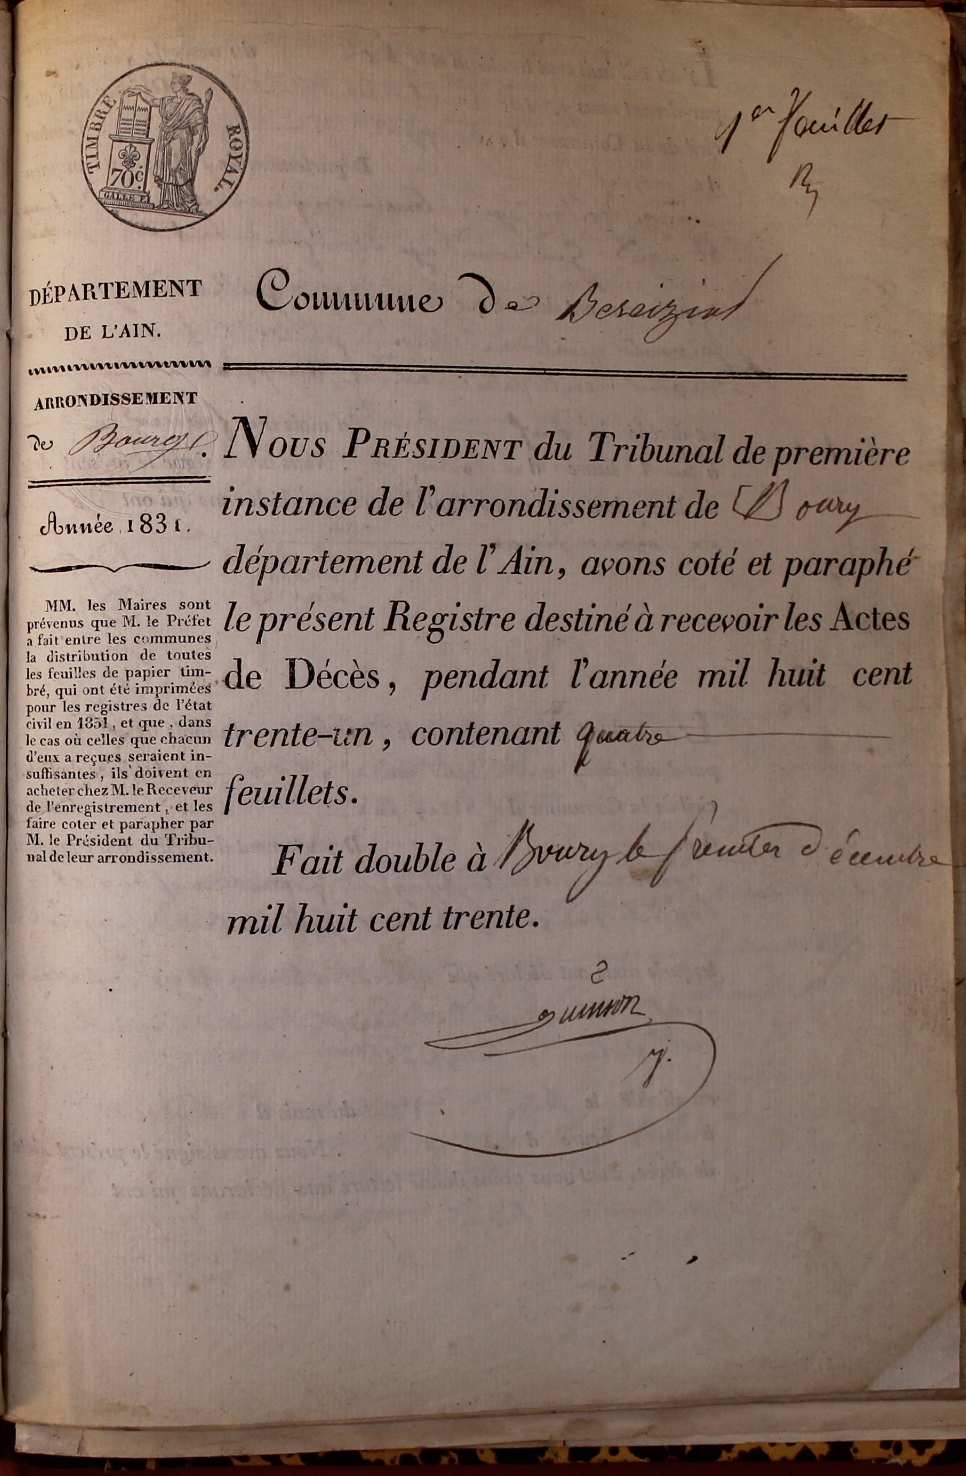 TIMBRE ROYAL.
70c.
1er feuillet
DÉPARTEMENT
DE L'AIN.
Commune de Bereiziat
ARRONDISSEMENT
de Bourg.
Année 1831.
MM. les Maires sont
prévenus que M. le Préfet
a fait entre les communes
la distribution de toutes
les feuilles de papier tim-
bré, qui ont été imprimées
pour les registres de l'état
civil en 1831, et que, dans
le cas où celles que chacun
d'eux a reçues seraient in-
suffisantes, ils doivent en
acheter chez M. le Receveur
de l'enregistrement, et les
faire coter et parapher par
M. le Président du Tribu-
nal de leur arrondissement.
NOUS PRÉSIDENT du Tribunal de première
instance de l'arrondissement de Bourg
département de l'Ain, avons coté et paraphé
le présent Registre destiné à recevoir les Actes
de Décès, pendant l'année mil huit cent
trente-un, contenant quatre
feuillets.
Fait double à Bourg le premier Décembre
mil huit cent trente.